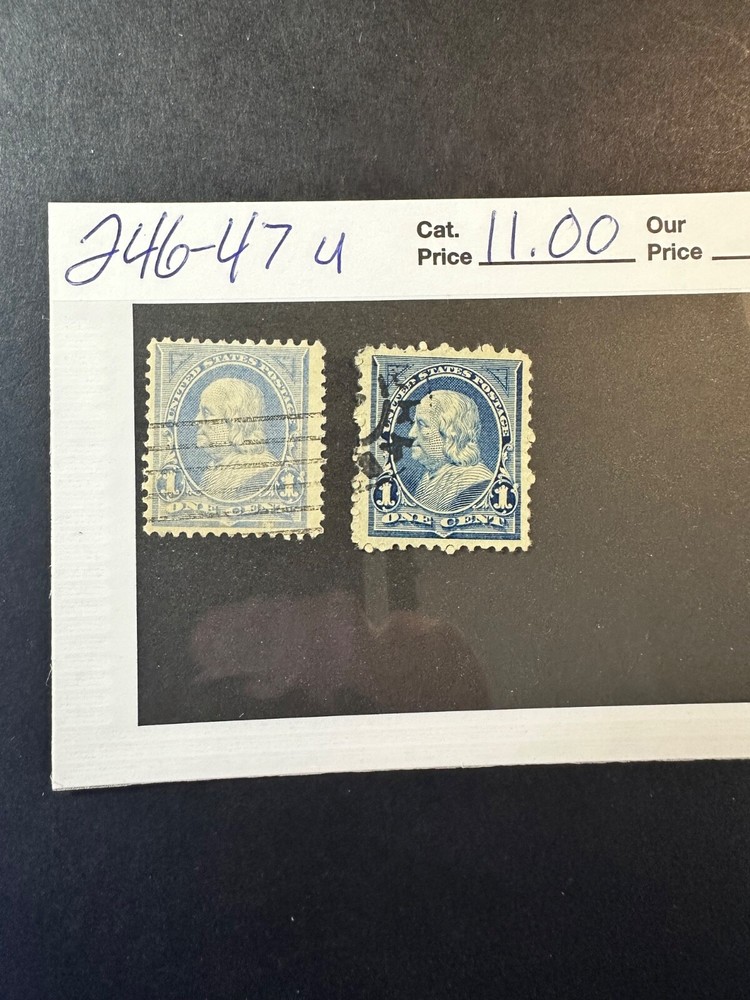 246-47 u
Cat. Price 11.00
Our Price
UNITED STATES POSTAGE
1 1
ONE CENT
UNITED STATES POSTAGE
1 1
ONE CENT